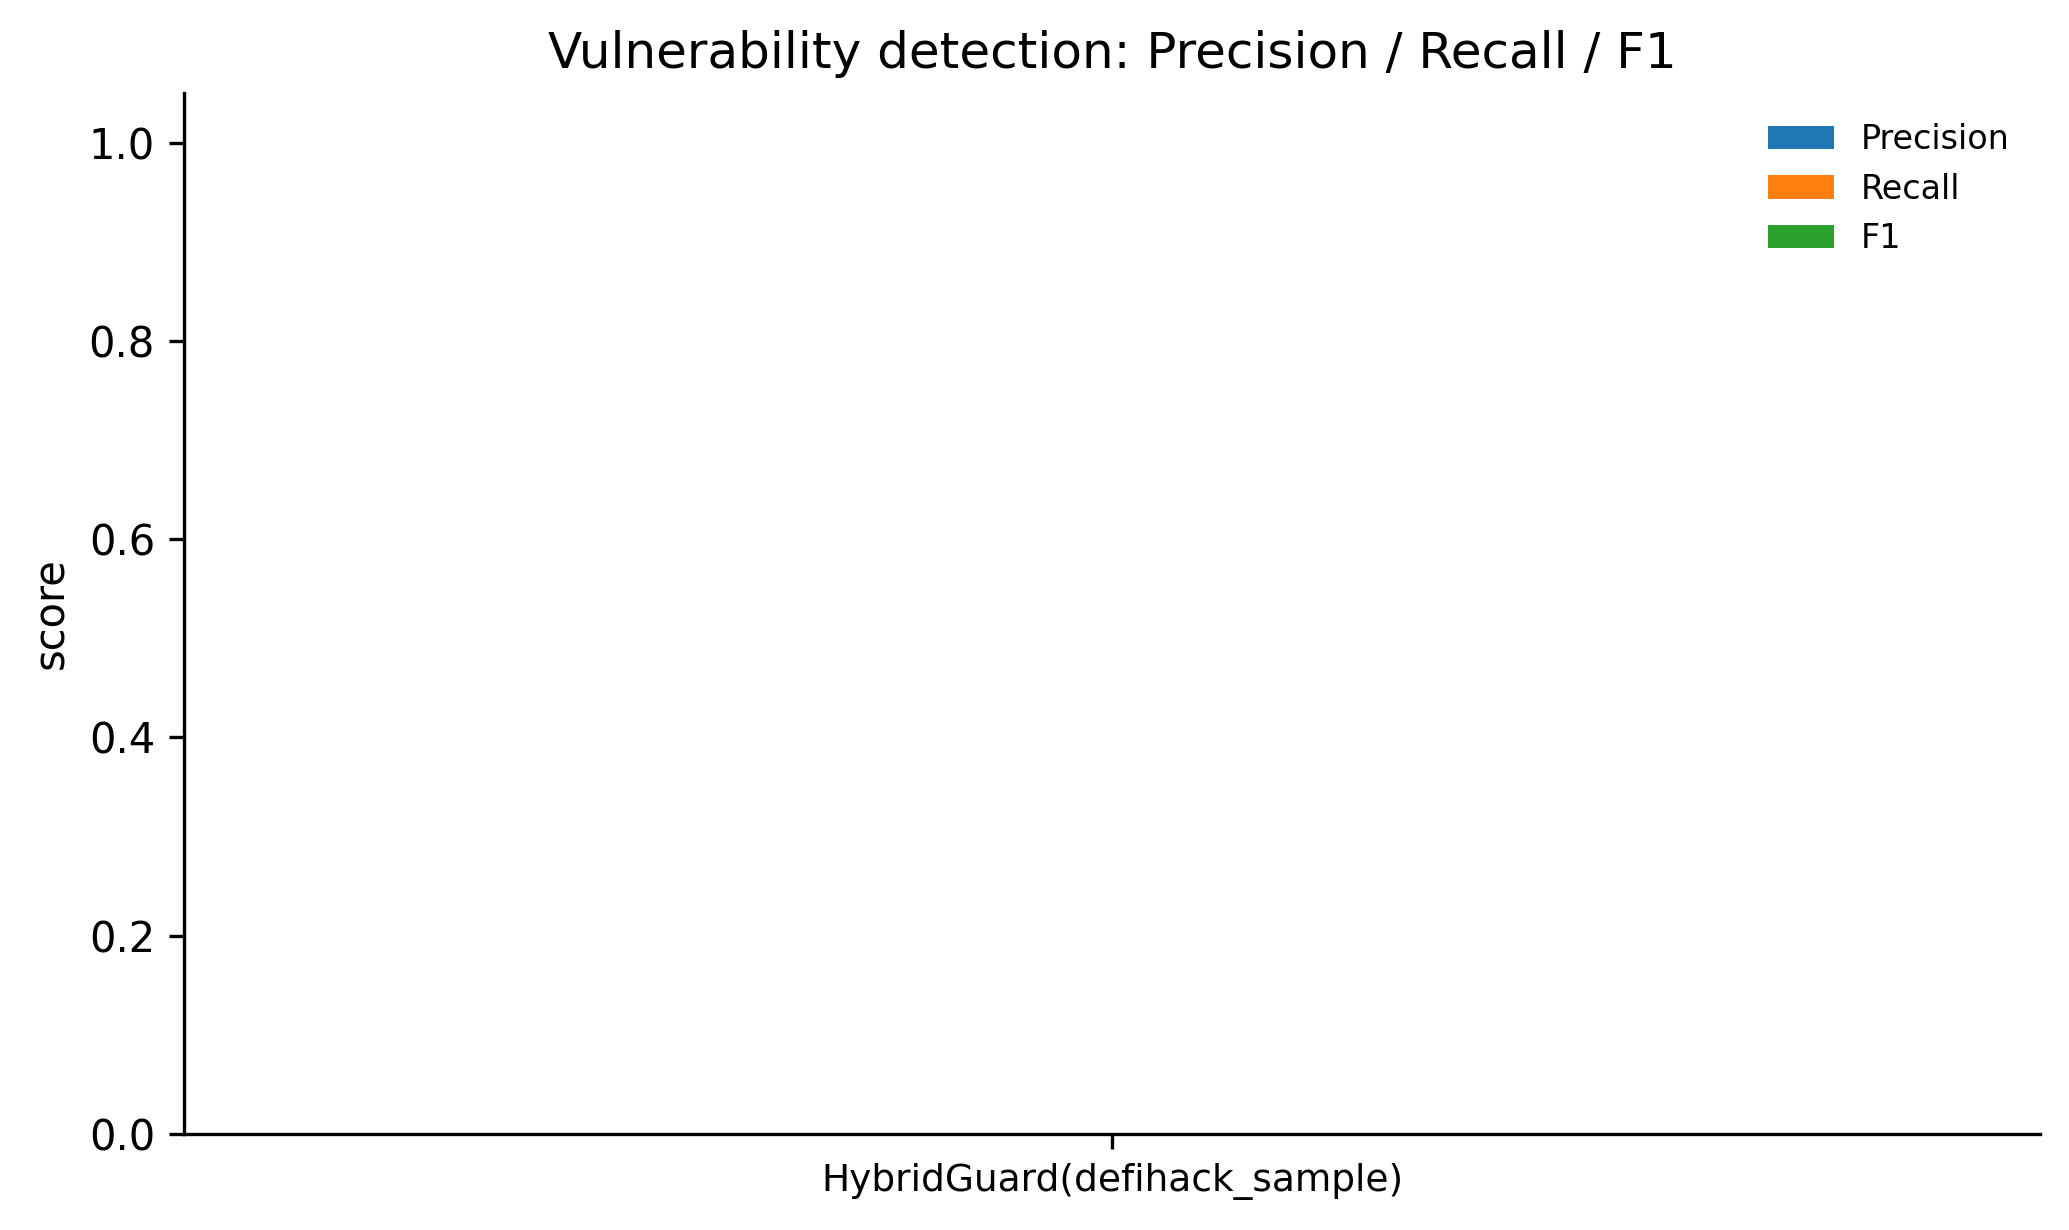 Vulnerability detection: Precision / Recall / F1
Precision
Recall
F1
score
1.0
0.8
0.6
0.4
0.2
0.0
HybridGuard(defihack_sample)